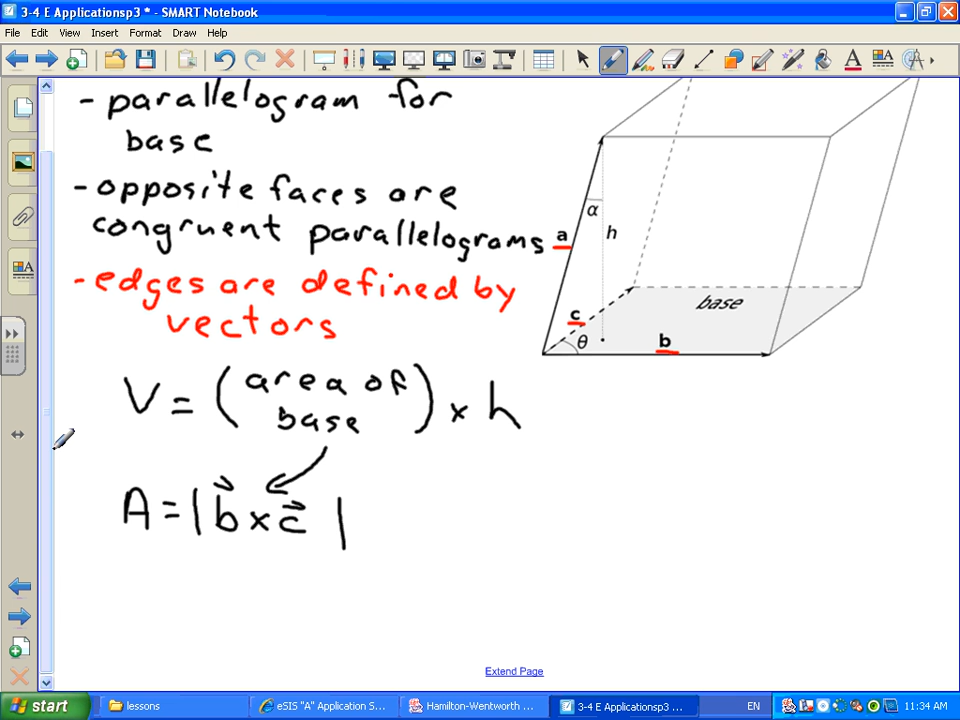 3-4 E Applicationsp3 * - SMART Notebook
File Edit View Insert Format Draw Help
- parallelogram for
base
- opposite faces are
congruent parallelograms
- edges are defined by
vectors
V = (area of
base) × h
A = | b⃗ × c⃗ |
α
a
h
base
c
θ
b
Extend Page
start
lessons
eSIS "A" Application S...
Hamilton-Wentworth ...
3-4 E Applicationsp3 ...
EN
11:34 AM